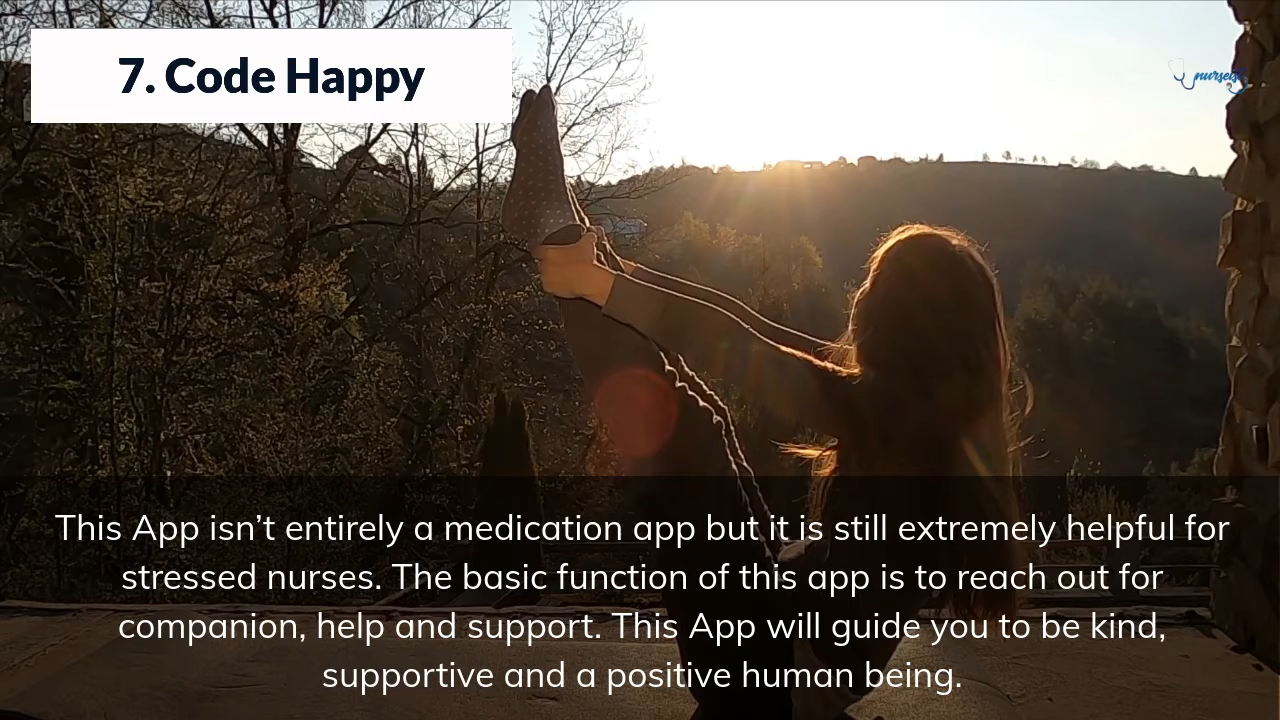 7. Code Happy
nurseis
This App isn't entirely a medication app but it is still extremely helpful for
stressed nurses. The basic function of this app is to reach out for
companion, help and support. This App will guide you to be kind,
supportive and a positive human being.